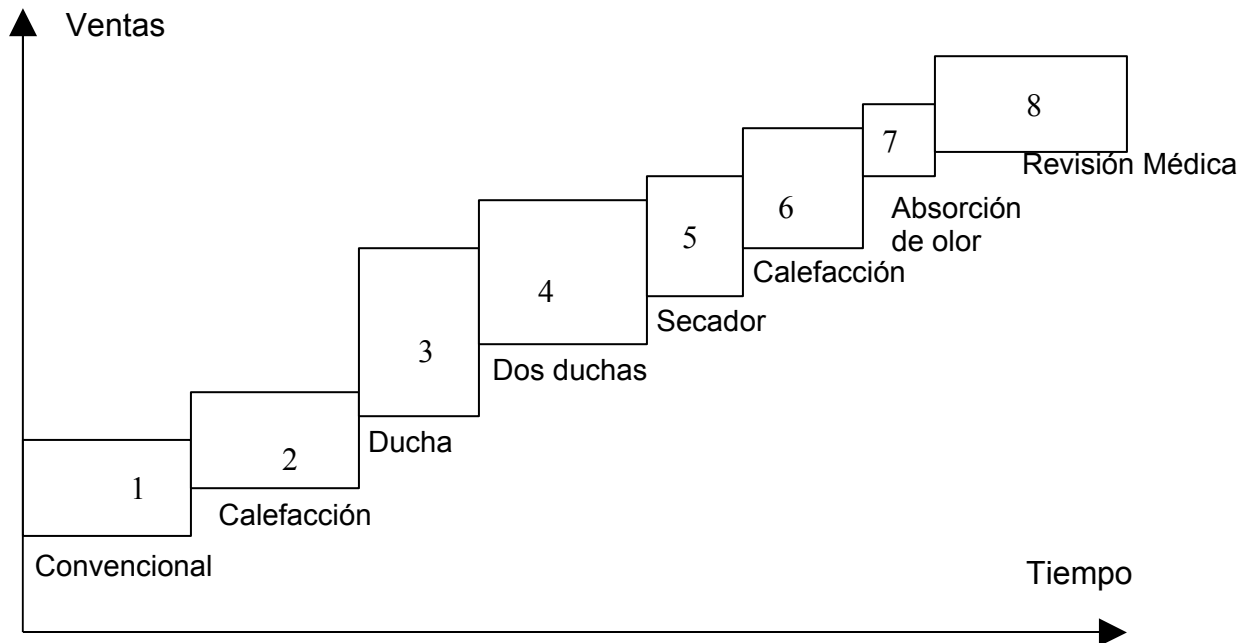 Ventas
8
7
Revisión Médica
6
Absorción
de olor
5
Calefacción
4
Secador
3
Dos duchas
Ducha
2
1
Calefacción
Convencional
Tiempo